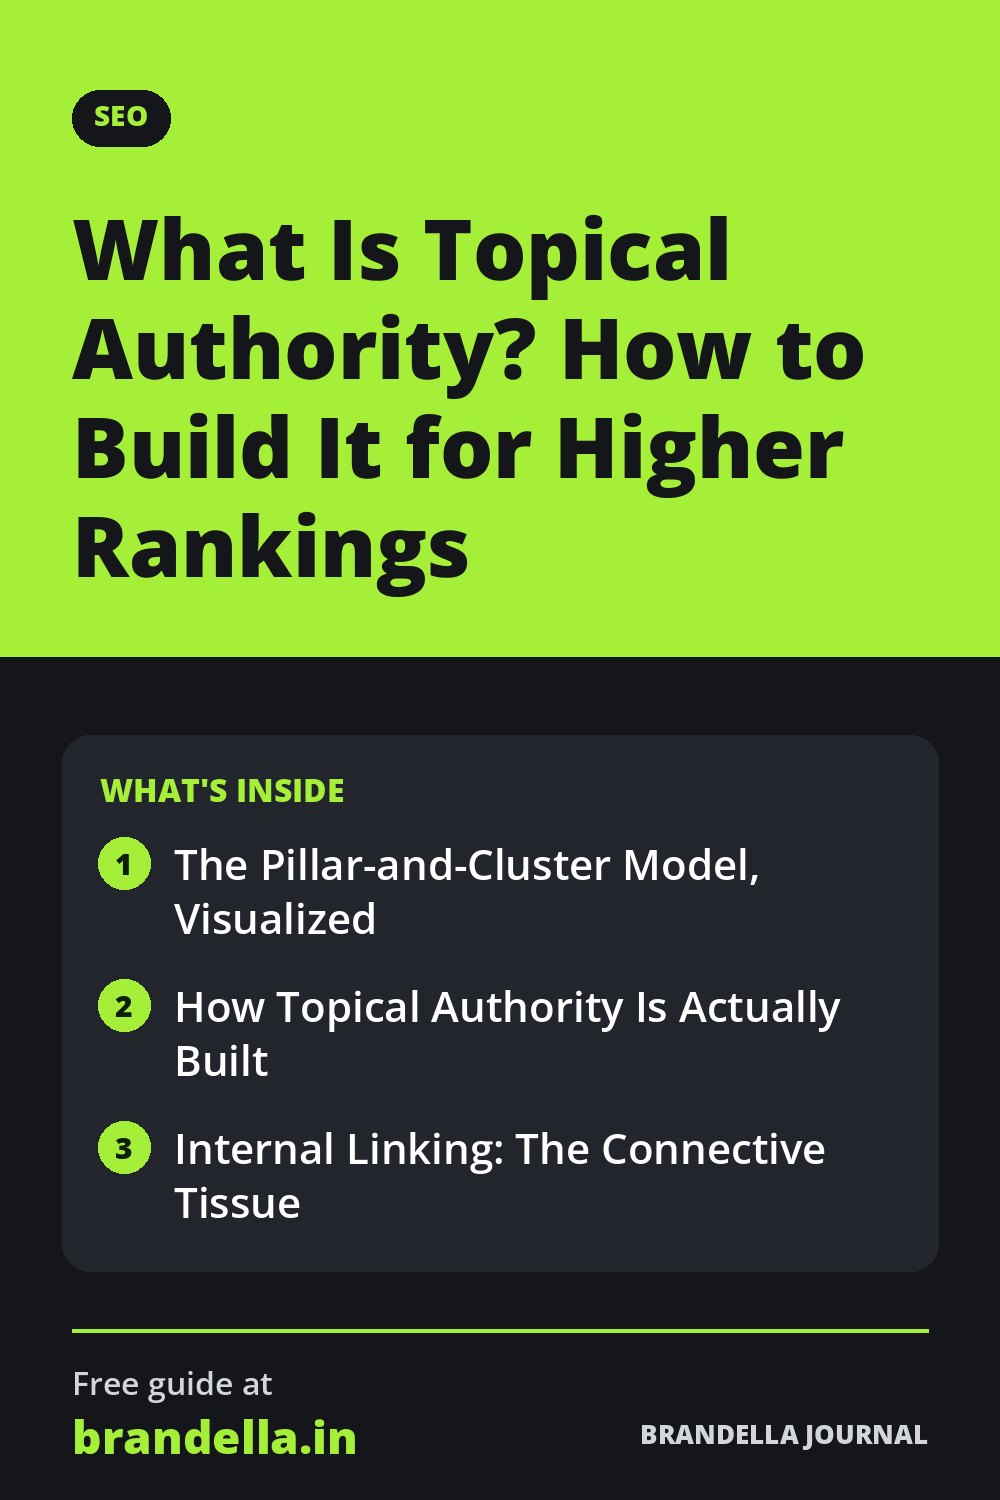 SEO
What Is Topical
Authority? How to
Build It for Higher
Rankings
WHAT'S INSIDE
1 The Pillar-and-Cluster Model,
Visualized
2 How Topical Authority Is Actually
Built
3 Internal Linking: The Connective
Tissue
Free guide at
brandella.in
BRANDELLA JOURNAL